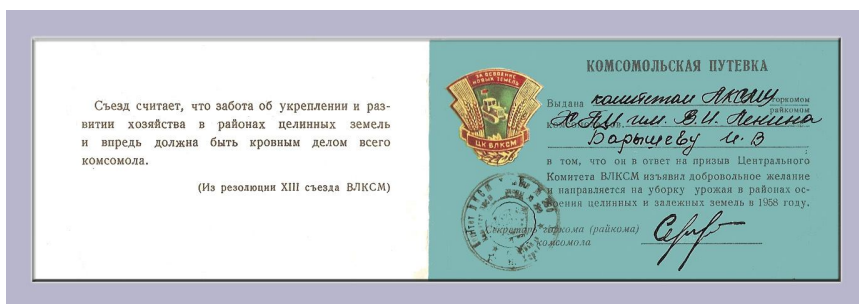 Съезд считает, что забота об укреплении и раз-
витии хозяйства в районах целинных земель
и впредь должна быть кровным делом всего
комсомола.
(Из резолюции XIII съезда ВЛКСМ)
ЗА ОСВОЕНИЕ
НОВЫХ ЗЕМЕЛЬ
ЦК ВЛКСМ
КОМСОМОЛЬСКАЯ ПУТЕВКА
Выдана комитетом ЛКСМУ горкомом
райкомом
ХПИ им. В.И. Ленина
Барышеву И. В
в том, что он в ответ на призыв Центрального
Комитета ВЛКСМ изъявил добровольное желание
и направляется на уборку урожая в районах ос-
воения целинных и залежных земель в 1958 году.
Секретарь горкома (райкома)
комсомола